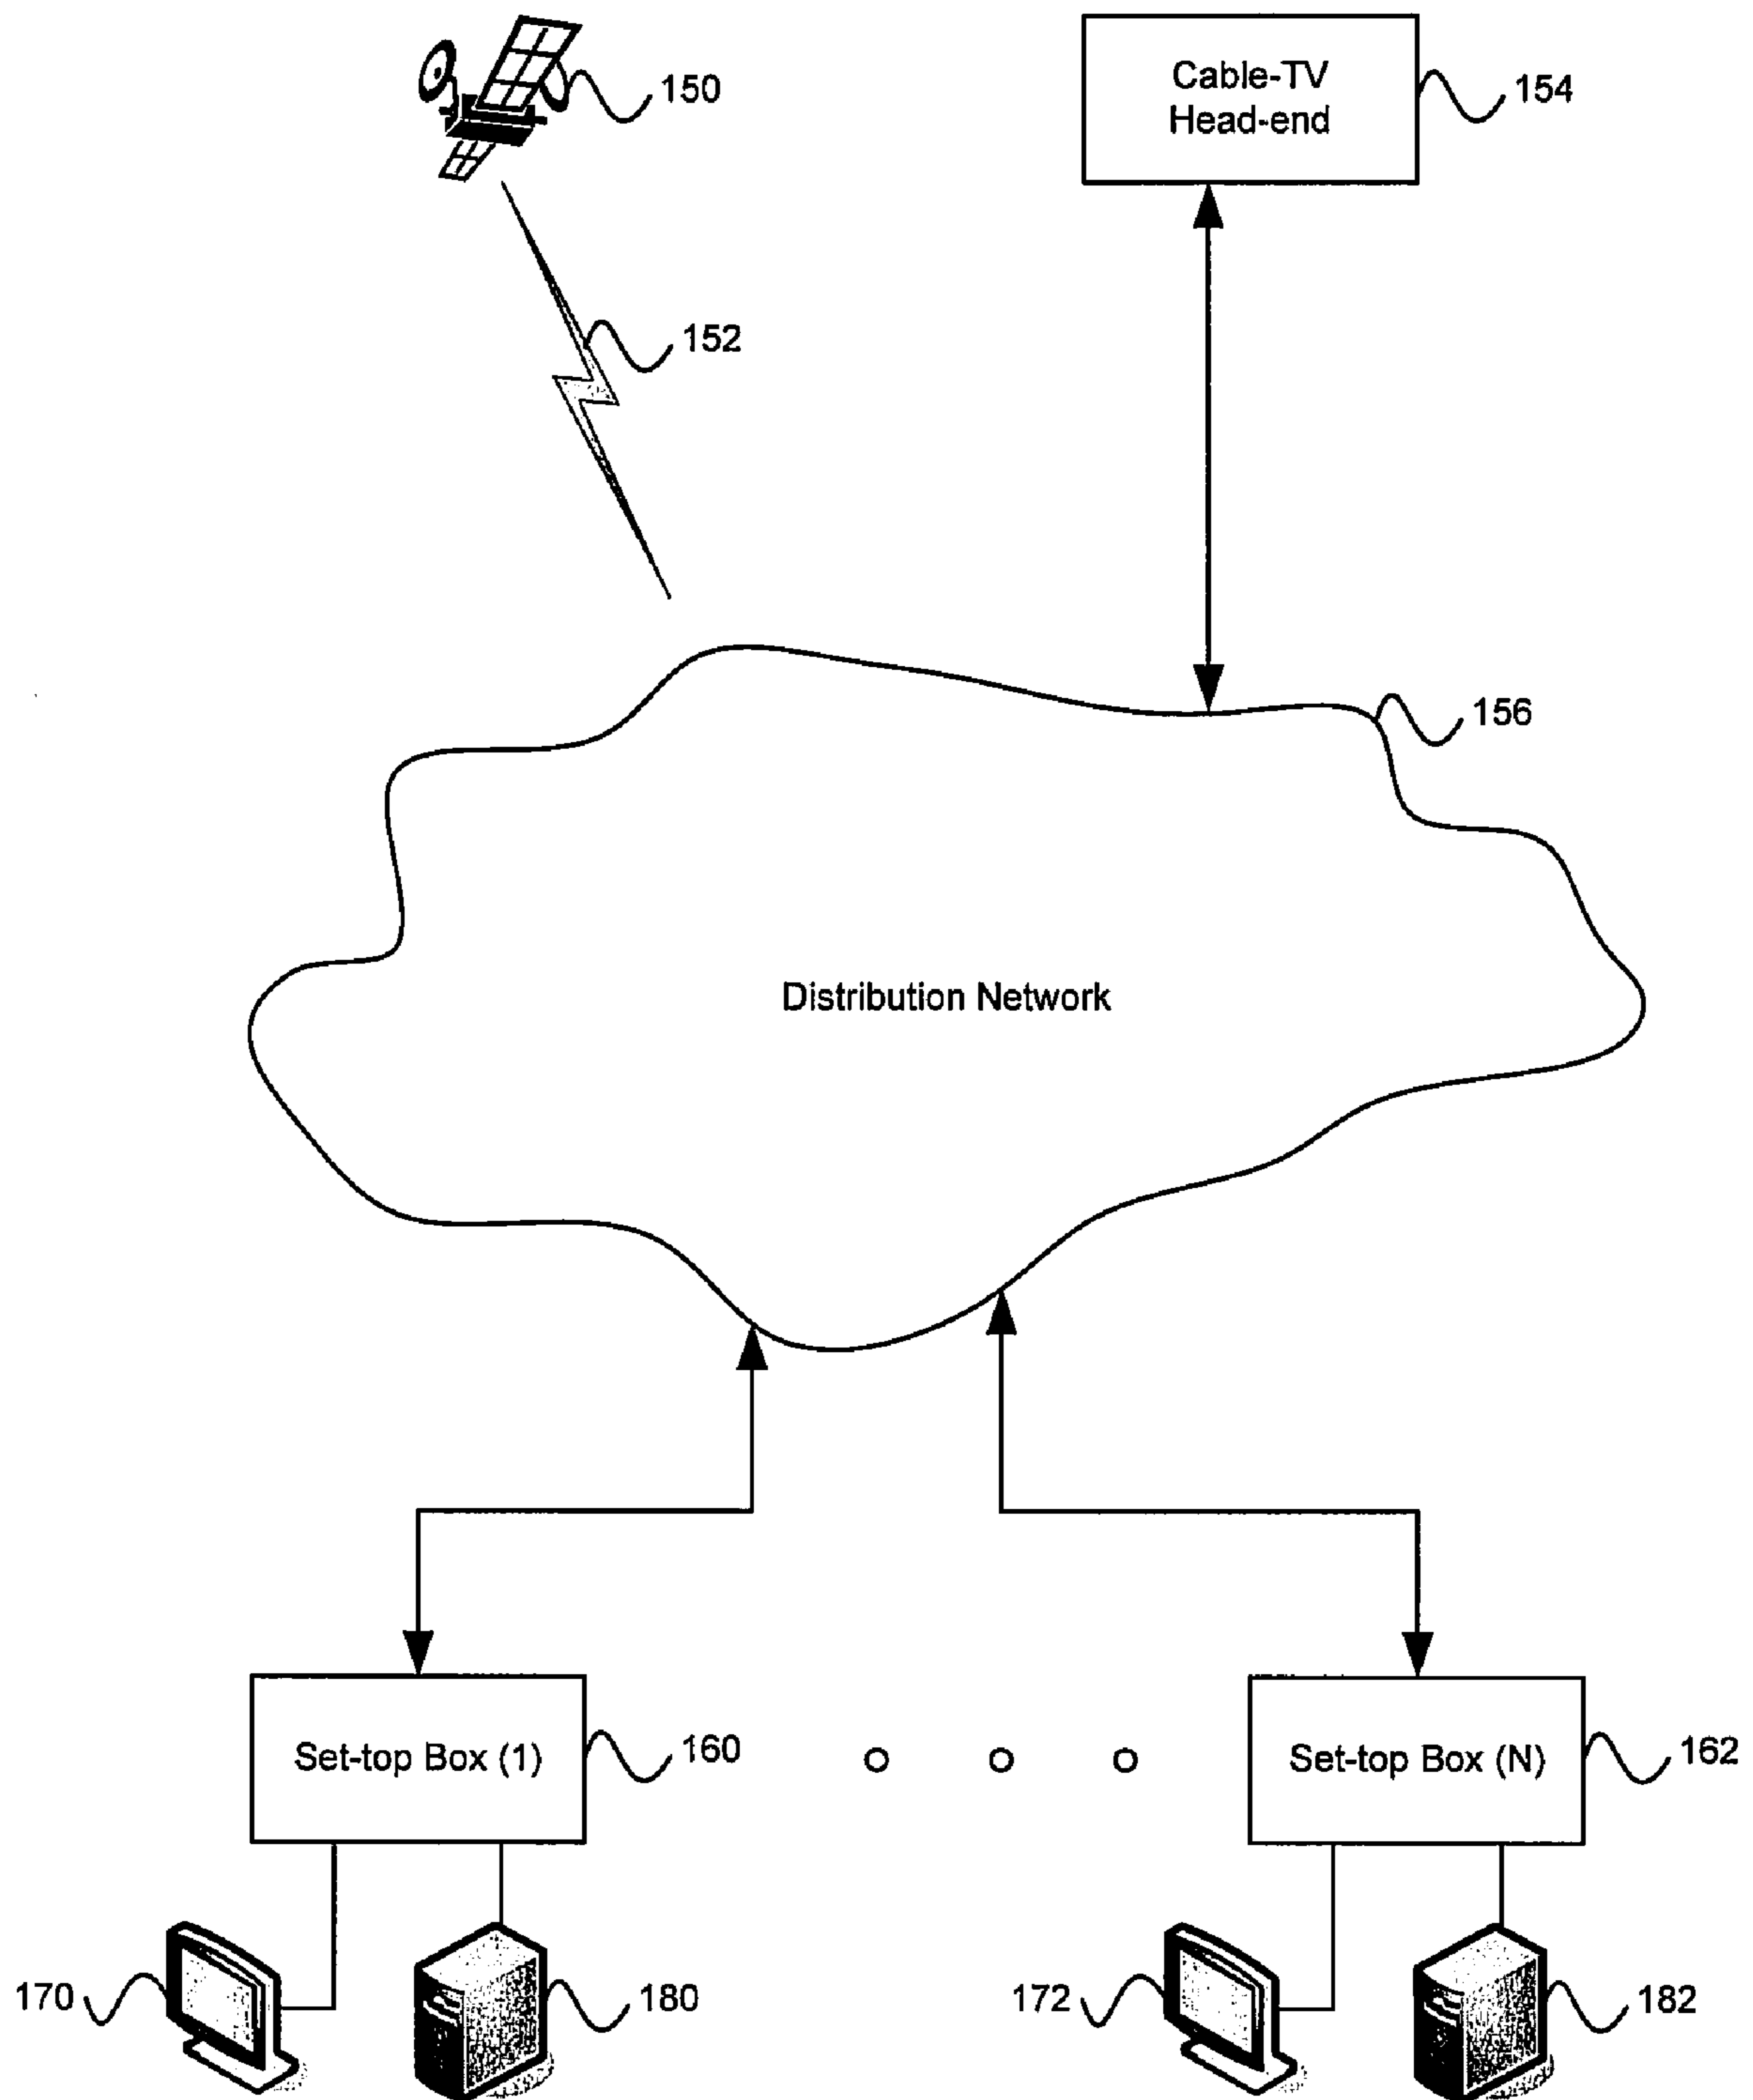 150
Cable-TV
Head-end
154
152
156
Distribution Network
Set-top Box (1)
160
Set-top Box (N)
162
170
180
172
182